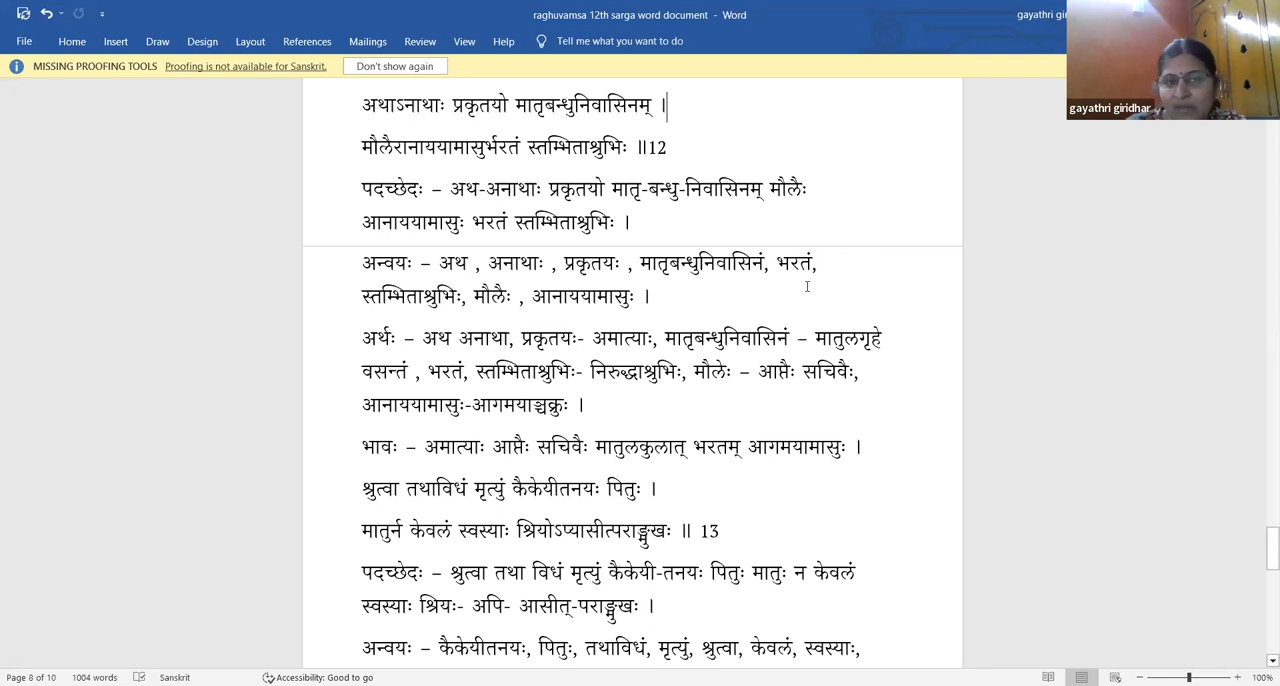 raghuvamsa 12th sarga word document - Word
gayathri gir
File Home Insert Draw Design Layout References Mailings Review View Help Tell me what you want to do
MISSING PROOFING TOOLS Proofing is not available for Sanskrit. Don't show again
gayathri giridhar
अथाऽनाथाः प्रकृतयो मातृबन्धुनिवासिनम् ।
मौलैरानाययामासुर्भरतं स्तम्भिताश्रुभिः ॥12
पदच्छेदः – अथ-अनाथाः प्रकृतयो मातृ-बन्धु-निवासिनम् मौलैः
आनाययामासुः भरतं स्तम्भिताश्रुभिः ।
अन्वयः – अथ , अनाथाः , प्रकृतयः , मातृबन्धुनिवासिनं, भरतं,
स्तम्भिताश्रुभिः, मौलैः , आनाययामासुः ।
अर्थः – अथ अनाथा, प्रकृतयः- अमात्याः, मातृबन्धुनिवासिनं – मातुलगृहे
वसन्तं , भरतं, स्तम्भिताश्रुभिः- निरुद्धाश्रुभिः, मौलेः – आप्तैः सचिवैः,
आनाययामासुः-आगमयाञ्चक्रुः ।
भावः – अमात्याः आप्तैः सचिवैः मातुलकुलात् भरतम् आगमयामासुः ।
श्रुत्वा तथाविधं मृत्युं कैकेयीतनयः पितुः ।
मातुर्न केवलं स्वस्याः श्रियोऽप्यासीत्पराङ्मुखः ॥ 13
पदच्छेदः – श्रुत्वा तथा विधं मृत्युं कैकेयी-तनयः पितुः मातुः न केवलं
स्वस्याः श्रियः- अपि- आसीत्-पराङ्मुखः ।
अन्वयः – कैकेयीतनयः, पितुः, तथाविधं, मृत्युं, श्रुत्वा, केवलं, स्वस्याः,
Page 8 of 10 1004 words Sanskrit Accessibility: Good to go 100%